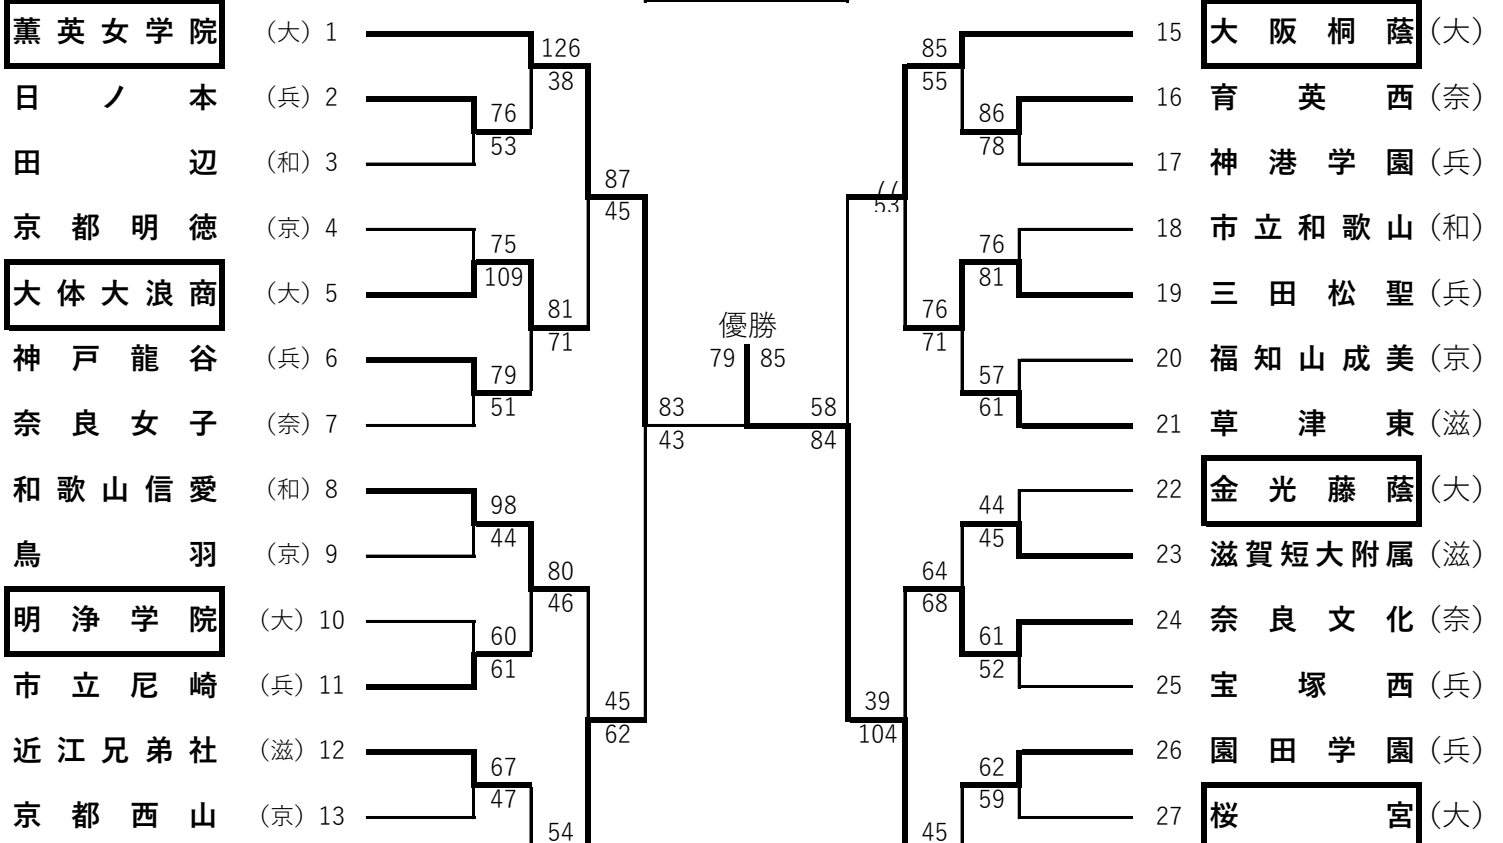 薫英女学院 （大） 1
日ノ本 （兵） 2
田辺 （和） 3
京都明徳 （京） 4
大体大浪商 （大） 5
神戸龍谷 （兵） 6
奈良女子 （奈） 7
和歌山信愛 （和） 8
鳥羽 （京） 9
明浄学院 （大） 10
市立尼崎 （兵） 11
近江兄弟社 （滋） 12
京都西山 （京） 13
76
53
75
109
79
51
98
44
60
61
67
47
126
38
81
71
80
46
54
87
45
45
62
83
43
優勝
79 85
58
84
77
53
39
104
85
55
76
71
64
68
45
86
78
76
81
57
61
44
45
61
52
62
59
15 大阪桐蔭 （大）
16 育英西 （奈）
17 神港学園 （兵）
18 市立和歌山 （和）
19 三田松聖 （兵）
20 福知山成美 （京）
21 草津東 （滋）
22 金光藤蔭 （大）
23 滋賀短大附属 （滋）
24 奈良文化 （奈）
25 宝塚西 （兵）
26 園田学園 （兵）
27 桜宮 （大）